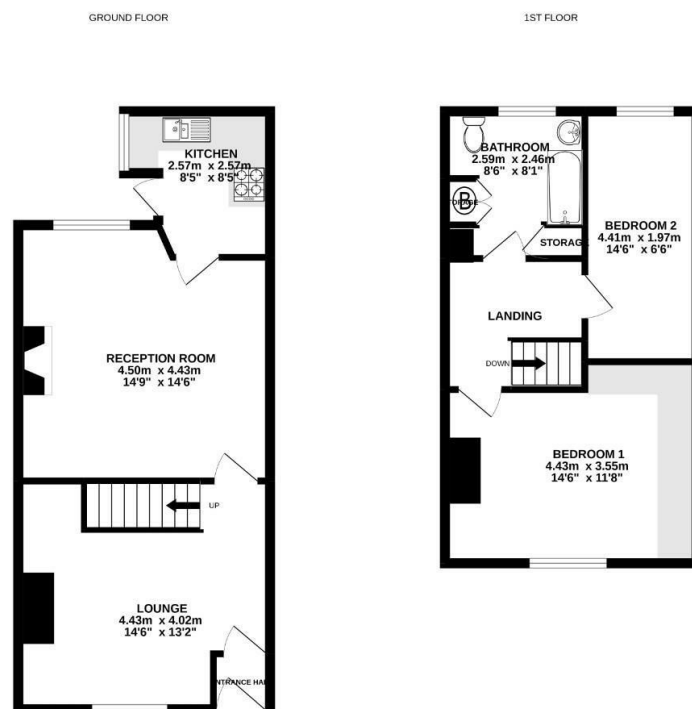 GROUND FLOOR
1ST FLOOR
KITCHEN
2.57m x 2.57m
8'5" x 8'5"
RECEPTION ROOM
4.50m x 4.43m
14'9" x 14'6"
UP
LOUNGE
4.43m x 4.02m
14'6" x 13'2"
NTRANCE HAL
BATHROOM
2.59m x 2.46m
8'6" x 8'1"
B
STORAG
BEDROOM 2
4.41m x 1.97m
14'6" x 6'6"
LANDING
DOWN
BEDROOM 1
4.43m x 3.55m
14'6" x 11'8"